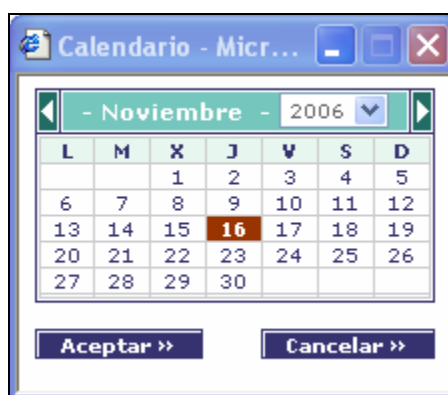 Calendario - Micr...
- Noviembre - 2006
L M X J V S D
1 2 3 4 5
6 7 8 9 10 11 12
13 14 15 16 17 18 19
20 21 22 23 24 25 26
27 28 29 30
Aceptar »
Cancelar »